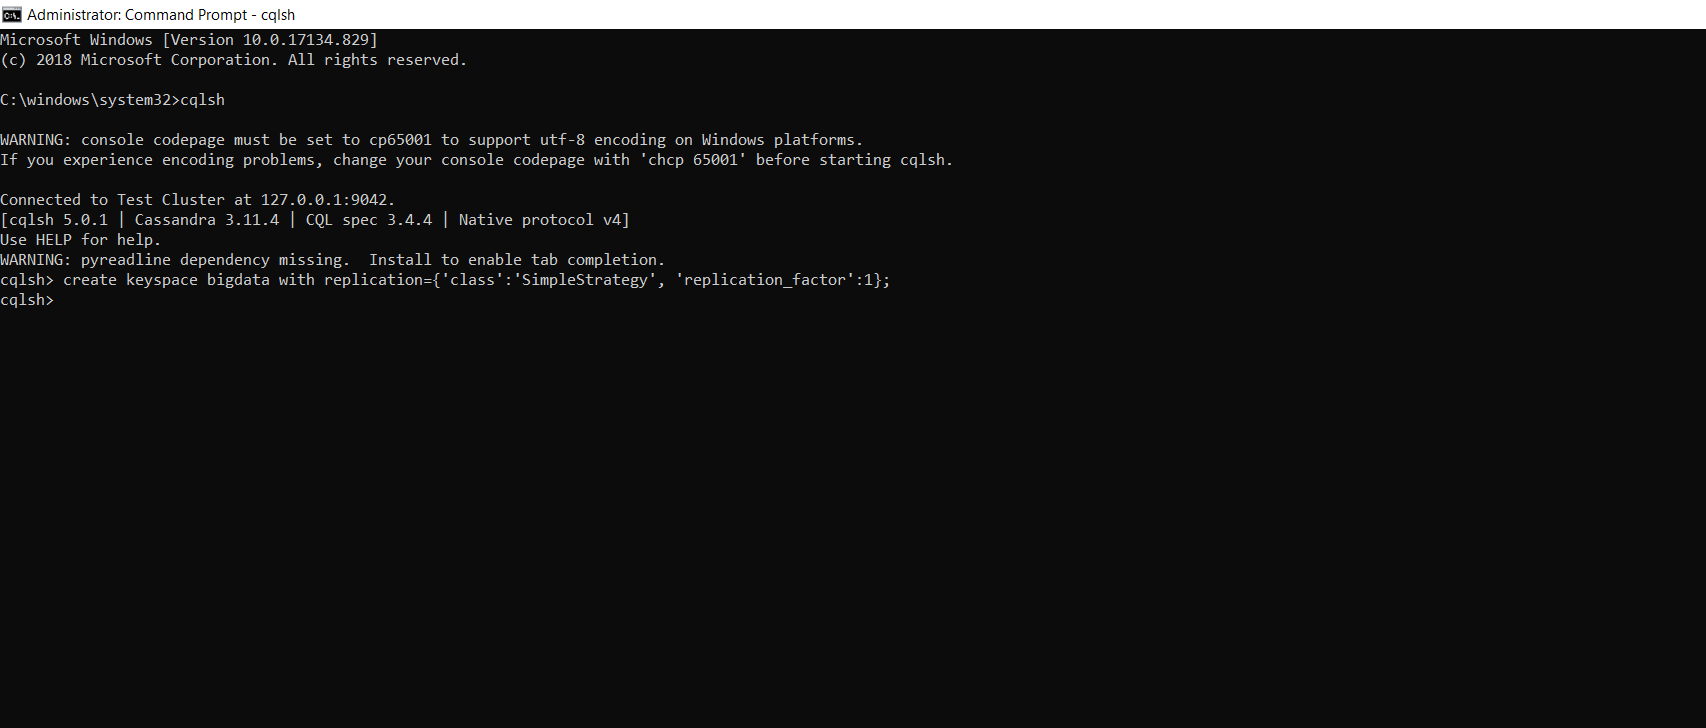 Administrator: Command Prompt - cqlsh
Microsoft Windows [Version 10.0.17134.829]
(c) 2018 Microsoft Corporation. All rights reserved.
C:\windows\system32>cqlsh
WARNING: console codepage must be set to cp65001 to support utf-8 encoding on Windows platforms.
If you experience encoding problems, change your console codepage with 'chcp 65001' before starting cqlsh.
Connected to Test Cluster at 127.0.0.1:9042.
[cqlsh 5.0.1 | Cassandra 3.11.4 | CQL spec 3.4.4 | Native protocol v4]
Use HELP for help.
WARNING: pyreadline dependency missing.  Install to enable tab completion.
cqlsh> create keyspace bigdata with replication={'class':'SimpleStrategy', 'replication_factor':1};
cqlsh>